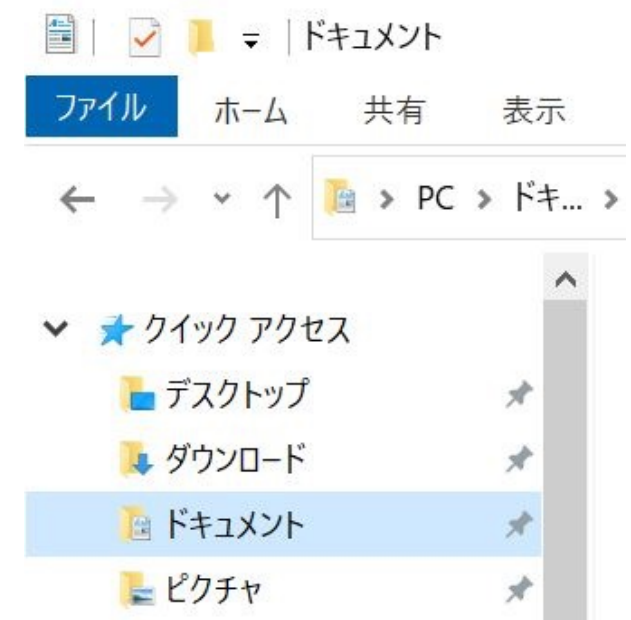 ドキュメント
ファイル ホーム 共有 表示
PC ドキ...
クイック アクセス
デスクトップ
ダウンロード
ドキュメント
ピクチャ